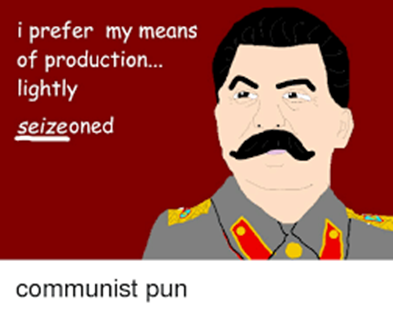 i prefer my means
of production...
lightly
seizeoned
communist pun